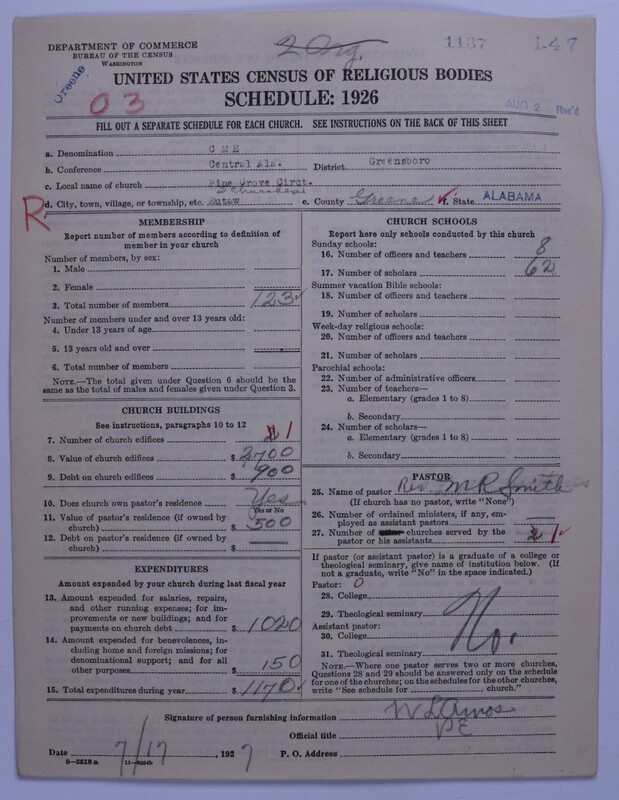 2 Org.
1137
1-47
DEPARTMENT OF COMMERCE
BUREAU OF THE CENSUS
WASHINGTON
Greene
03
UNITED STATES CENSUS OF RELIGIOUS BODIES
SCHEDULE: 1926
AUG 2 Rec'd
FILL OUT A SEPARATE SCHEDULE FOR EACH CHURCH. SEE INSTRUCTIONS ON THE BACK OF THIS SHEET
a. Denomination C M E
b. Conference Central Ala. District Greensboro
c. Local name of church Pine Grove Circt.
2 Churches
R
d. City, town, village, or township, etc. Eutaw e. County Greene f. State ALABAMA
MEMBERSHIP
Report number of members according to definition of member in your church
Number of members, by sex:
1. Male
2. Female
3. Total number of members 123
Number of members under and over 13 years old:
4. Under 13 years of age
5. 13 years old and over
6. Total number of members
NOTE.—The total given under Question 6 should be
the same as the total of males and females given under Question 3.
CHURCH BUILDINGS
See instructions, paragraphs 10 to 12
7. Number of church edifices 1
8. Value of church edifices $ 2700
9. Debt on church edifices $ 900
10. Does church own pastor's residence Yes
Yes or No
11. Value of pastor's residence (if owned by
church) $ 500
12. Debt on pastor's residence (if owned by
church) $
EXPENDITURES
Amount expended by your church during last fiscal year
13. Amount expended for salaries, repairs,
and other running expenses; for im-
provements or new buildings; and for
payments on church debt $ 1020
14. Amount expended for benevolences, in-
cluding home and foreign missions; for
denominational support; and for all
other purposes $ 150
15. Total expenditures during year $ 1170
CHURCH SCHOOLS
Report here only schools conducted by this church
Sunday schools:
16. Number of officers and teachers 8
17. Number of scholars 62
Summer vacation Bible schools:
18. Number of officers and teachers
19. Number of scholars
Week-day religious schools:
20. Number of officers and teachers
21. Number of scholars
Parochial schools:
22. Number of administrative officers
23. Number of teachers—
a. Elementary (grades 1 to 8)
b. Secondary
24. Number of scholars—
a. Elementary (grades 1 to 8)
b. Secondary
PASTOR
25. Name of pastor Rev. M R Smith
(If church has no pastor, write "None")
26. Number of ordained ministers, if any, em-
ployed as assistant pastors
27. Number of churches served by the
pastor or his assistants 1
If pastor (or assistant pastor) is a graduate of a college or
theological seminary, give name of institution below. (If
not a graduate, write "No" in the space indicated.)
Pastor: 0
28. College
29. Theological seminary
Assistant pastor: No.
30. College
31. Theological seminary
NOTE.—Where one pastor serves two or more churches,
Questions 28 and 29 should be answered only on the schedule
for one of the churches; on the schedules for the other churches,
write "See schedule for church."
Signature of person furnishing information W L Amos
Official title P E
Date 7/17, 1927 P. O. Address